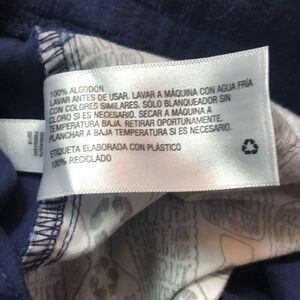 100% ALGODÓN
LAVAR ANTES DE USAR. LAVAR A MÁQUINA CON AGUA FRÍA
CON COLORES SIMILARES. SÓLO BLANQUEADOR SIN
CLORO SI ES NECESARIO. SECAR A MÁQUINA A
TEMPERATURA BAJA. RETIRAR OPORTUNAMENTE.
PLANCHAR A TEMPERATURA BAJA SI ES NECESARIO.
ETIQUETA ELABORADA CON PLÁSTICO
100% RECICLADO